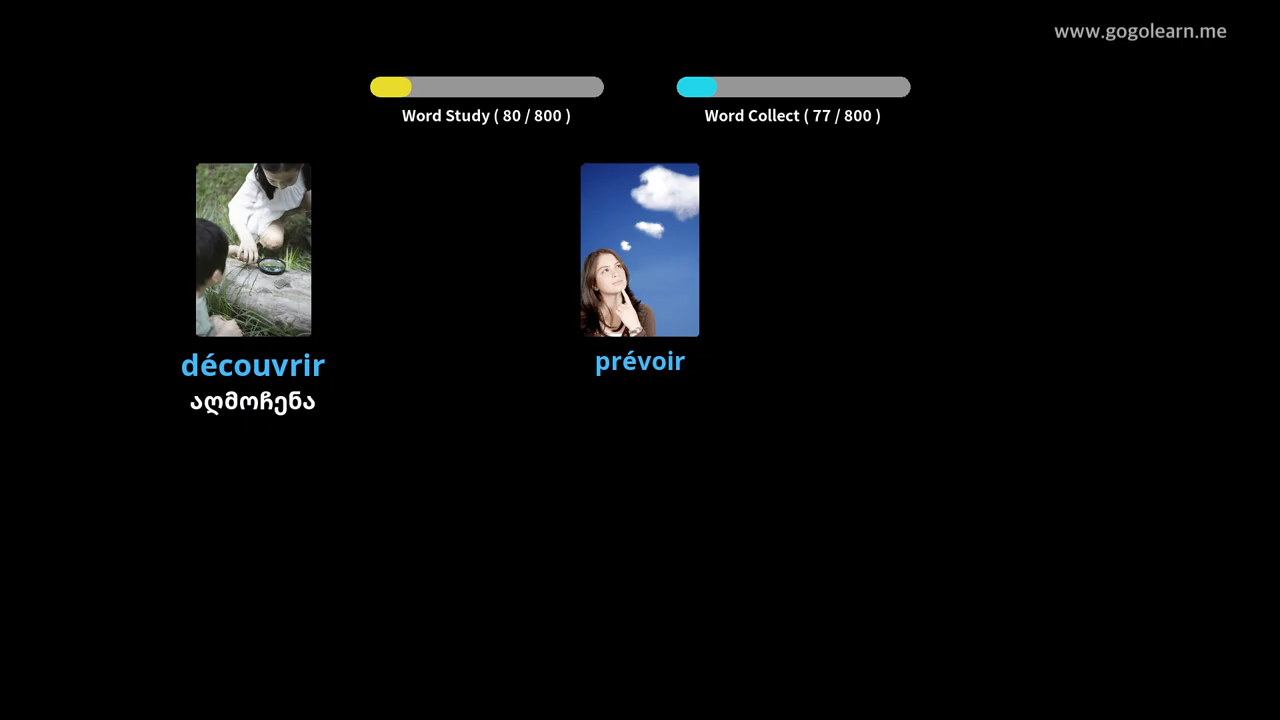 www.gogolearn.me
Word Study ( 80 / 800 )
Word Collect ( 77 / 800 )
découvrir
აღმოჩენა
prévoir